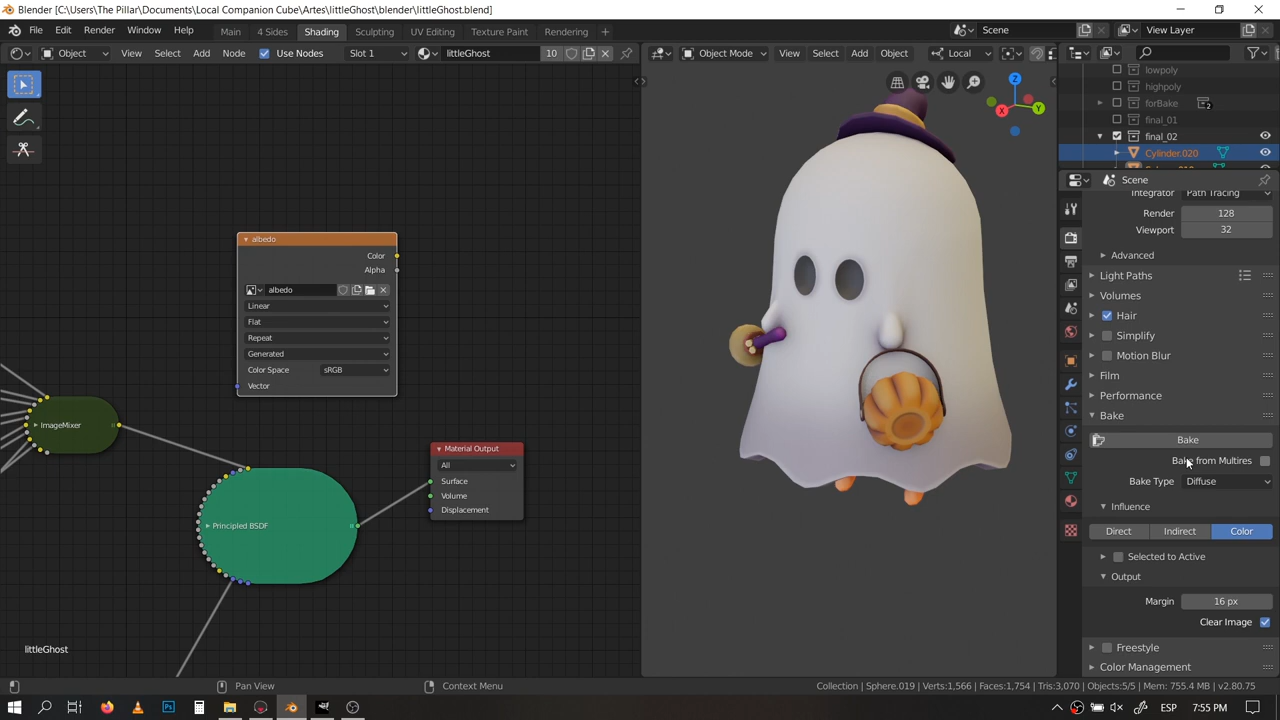 Blender [C:\Users\The Pillar\Documents\Local Companion Cube\Artes\littleGhost\blender\littleGhost.blend]
File Edit Render Window Help Main 4 Sides Shading Sculpting UV Editing Texture Paint Rendering + Scene View Layer
Object View Select Add Node Use Nodes Slot 1 littleGhost 10
Object Mode View Select Add Object Local
lowpoly
highpoly
forBake 2
final_01
final_02
Cylinder.020
Z
Y
X
Scene
Integrator Path Tracing
Render 128
Viewport 32
Advanced
Light Paths
Volumes
Hair
Simplify
Motion Blur
Film
Performance
Bake
Bake
Bake from Multires
Bake Type Diffuse
Influence
Direct Indirect Color
Selected to Active
Output
Margin 16 px
Clear Image
Freestyle
Color Management
albedo
Color
Alpha
albedo
Linear
Flat
Repeat
Generated
Color Space sRGB
Vector
ImageMixer
Principled BSDF
Material Output
All
Surface
Volume
Displacement
littleGhost
Pan View Context Menu Collection | Sphere.019 | Verts:1,566 | Faces:1,754 | Tris:3,070 | Objects:5/5 | Mem: 755.4 MB | v2.80.75
ESP 7:55 PM